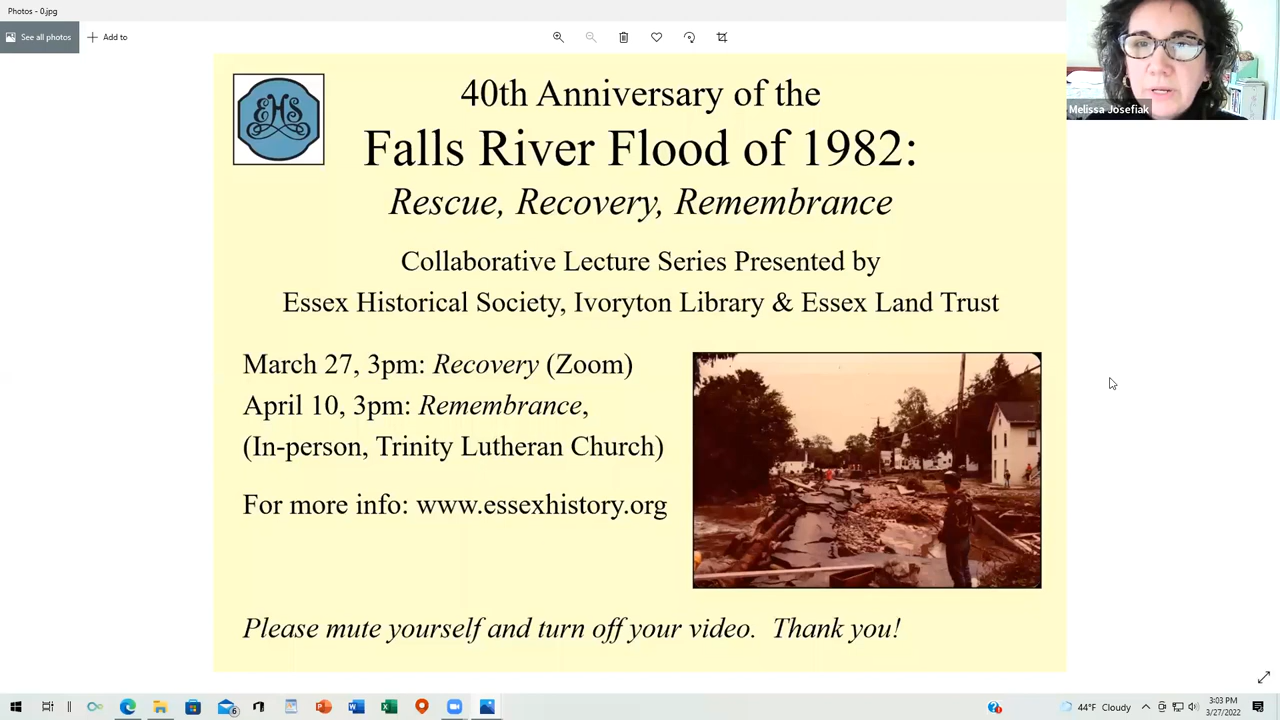 Photos - 0.jpg
See all photos
Add to
Melissa Josefiak
EHS
40th Anniversary of the
Falls River Flood of 1982:
Rescue, Recovery, Remembrance
Collaborative Lecture Series Presented by
Essex Historical Society, Ivoryton Library & Essex Land Trust
March 27, 3pm: Recovery (Zoom)
April 10, 3pm: Remembrance,
(In-person, Trinity Lutheran Church)
For more info: www.essexhistory.org
Please mute yourself and turn off your video. Thank you!
6
44°F Cloudy
3:03 PM
3/27/2022